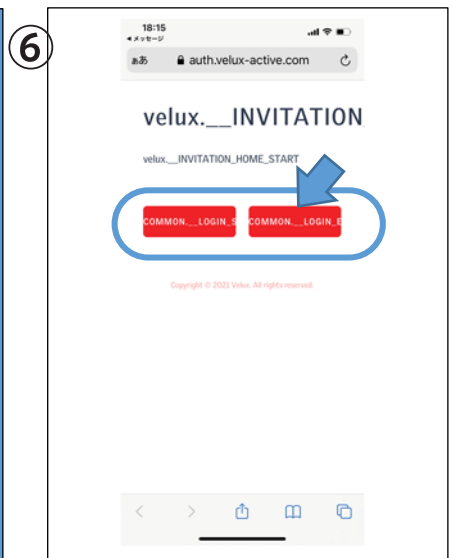 ⑥
18:15
◀メッセージ
ぁあ auth.velux-active.com
velux.__INVITATION
velux.__INVITATION_HOME_START
COMMON.__LOGIN_S COMMON.__LOGIN_E
Copyright © 2021 Velux. All rights reserved.